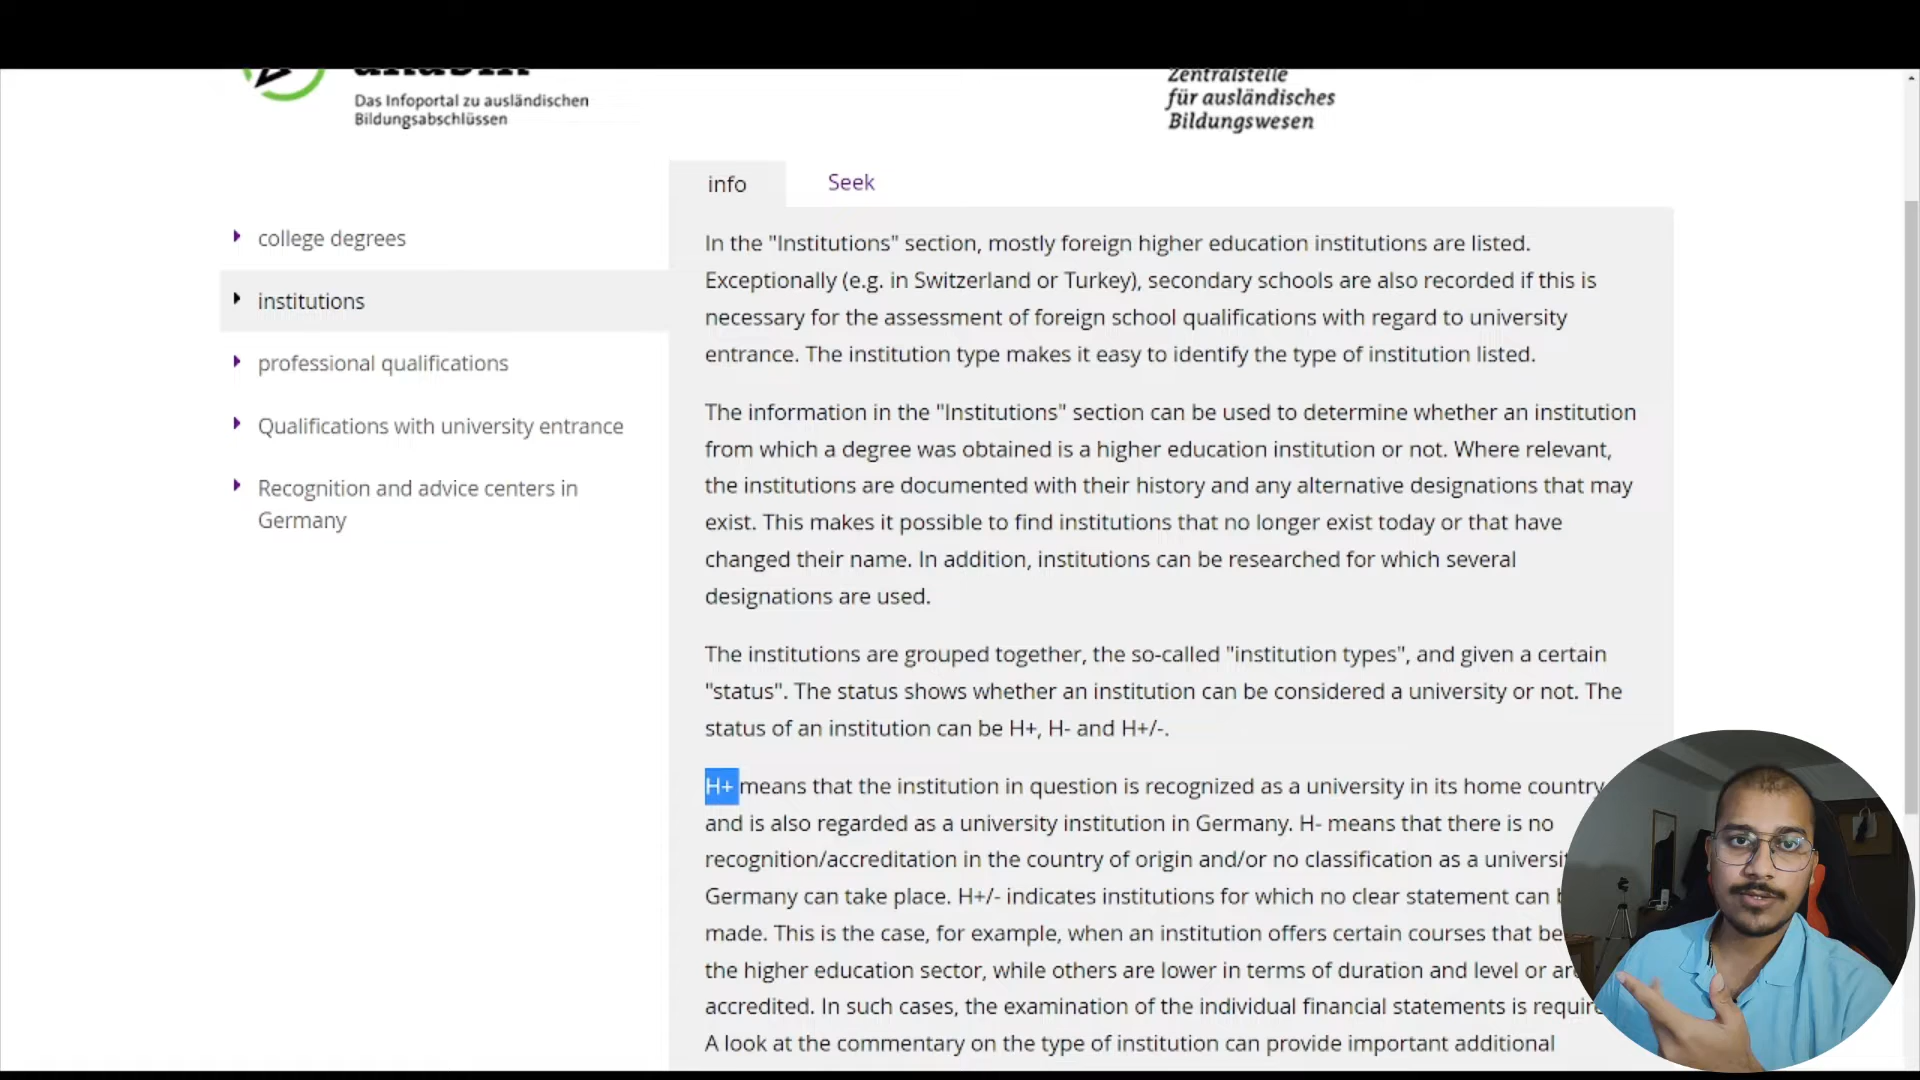 anabin
Das Infoportal zu ausländischen
Bildungsabschlüssen
Zentralstelle
für ausländisches
Bildungswesen
info
Seek
college degrees
institutions
professional qualifications
Qualifications with university entrance
Recognition and advice centers in
Germany
In the "Institutions" section, mostly foreign higher education institutions are listed.
Exceptionally (e.g. in Switzerland or Turkey), secondary schools are also recorded if this is
necessary for the assessment of foreign school qualifications with regard to university
entrance. The institution type makes it easy to identify the type of institution listed.
The information in the "Institutions" section can be used to determine whether an institution
from which a degree was obtained is a higher education institution or not. Where relevant,
the institutions are documented with their history and any alternative designations that may
exist. This makes it possible to find institutions that no longer exist today or that have
changed their name. In addition, institutions can be researched for which several
designations are used.
The institutions are grouped together, the so-called "institution types", and given a certain
"status". The status shows whether an institution can be considered a university or not. The
status of an institution can be H+, H- and H+/-.
H+ means that the institution in question is recognized as a university in its home country
and is also regarded as a university institution in Germany. H- means that there is no
recognition/accreditation in the country of origin and/or no classification as a
Germany can take place. H+/- indicates institutions for which no clear statement can
made. This is the case, for example, when an institution offers certain courses that
the higher education sector, while others are lower in terms of duration and level or
accredited. In such cases, the examination of the individual financial statements is
A look at the commentary on the type of institution can provide important additional